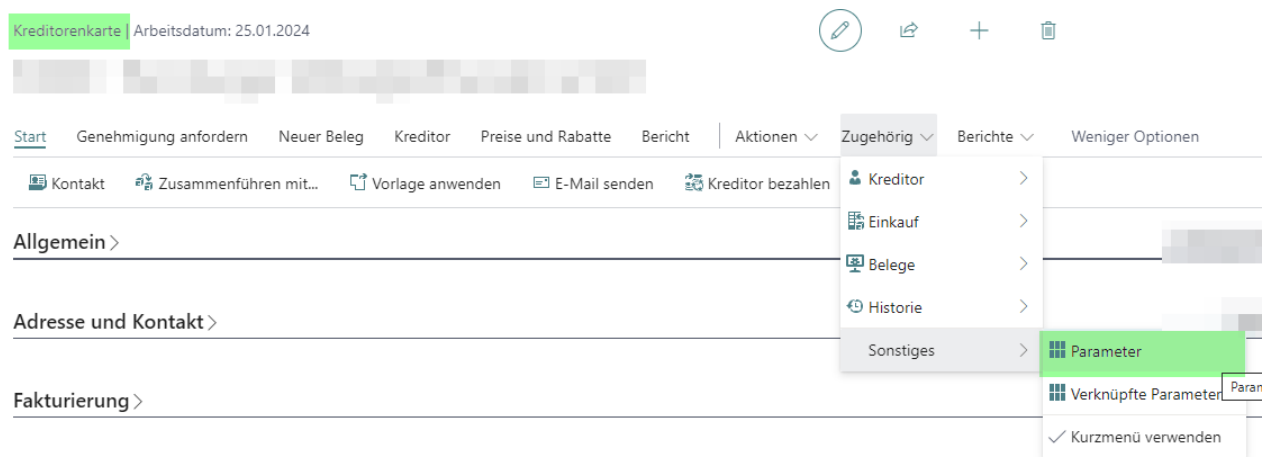 Kreditorenkarte | Arbeitsdatum: 25.01.2024
Start Genehmigung anfordern Neuer Beleg Kreditor Preise und Rabatte Bericht Aktionen Zugehörig Berichte Weniger Optionen
Kontakt Zusammenführen mit... Vorlage anwenden E-Mail senden Kreditor bezahlen
Kreditor
Einkauf
Belege
Historie
Sonstiges
Parameter
Verknüpfte Parameter
Kurzmenü verwenden
Allgemein
Adresse und Kontakt
Fakturierung